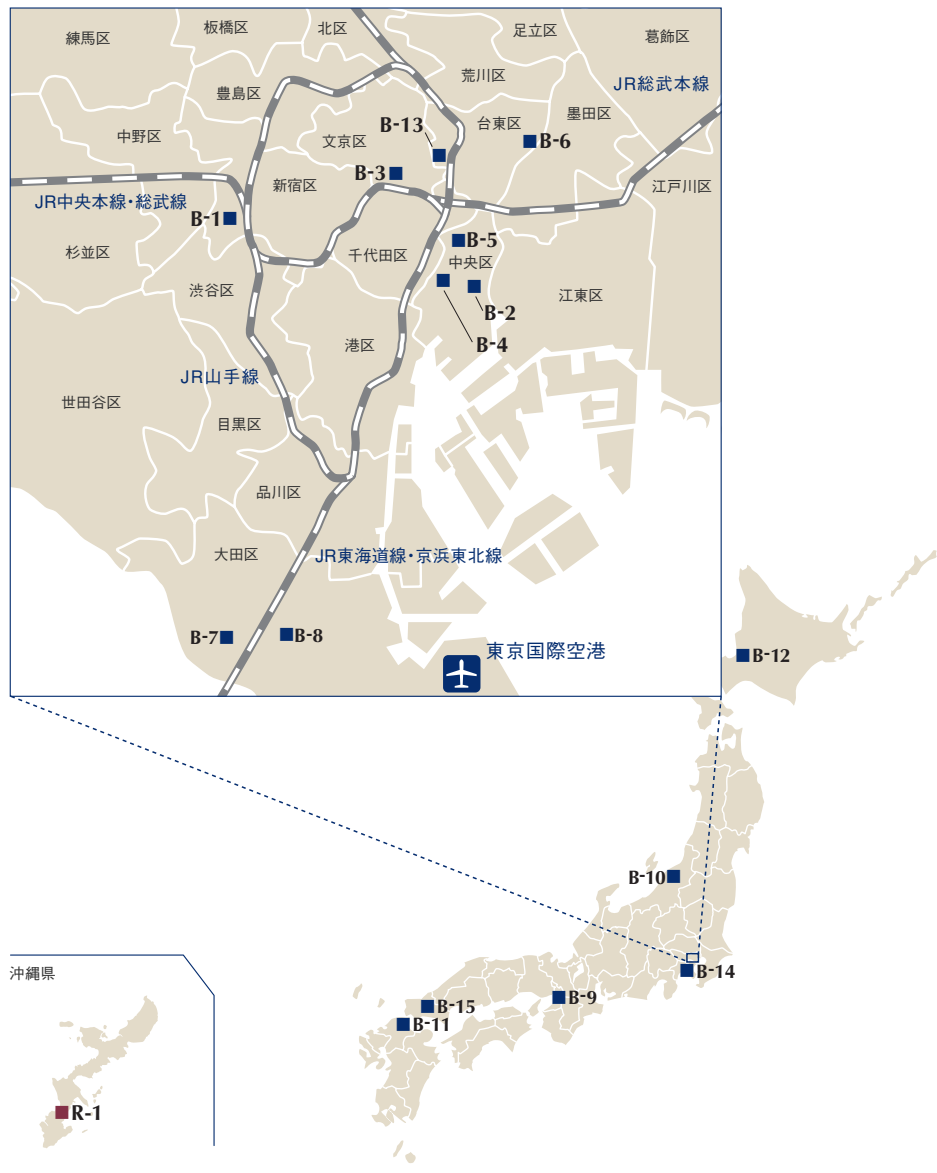 練馬区
板橋区
北区
足立区
葛飾区
荒川区
JR総武本線
豊島区
墨田区
台東区
中野区
文京区
B-13
B-6
B-3
新宿区
江戸川区
JR中央本線・総武線
B-1
杉並区
千代田区
B-5
中央区
渋谷区
江東区
B-2
港区
B-4
JR山手線
世田谷区
目黒区
品川区
大田区
JR東海道線・京浜東北線
B-7
B-8
東京国際空港
B-12
B-10
沖縄県
B-14
B-9
B-15
B-11
R-1